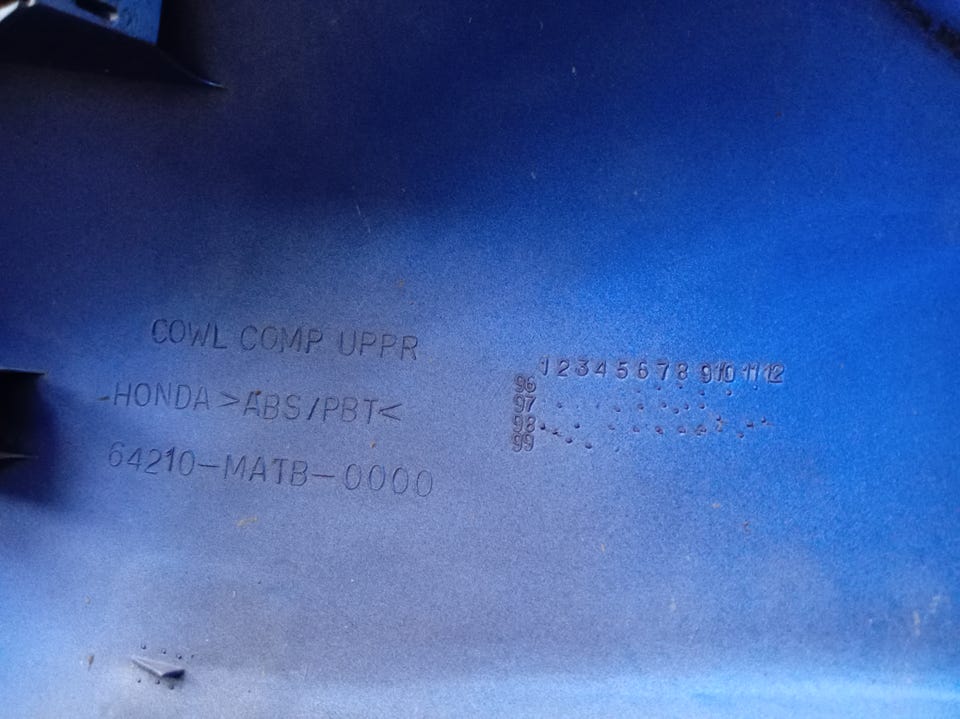 COWL COMP UPPR
HONDA >ABS/PBT<
64210-MATB-0000
1 2 3 4 5 6 7 8 9 10 11 12
96
97
98
99